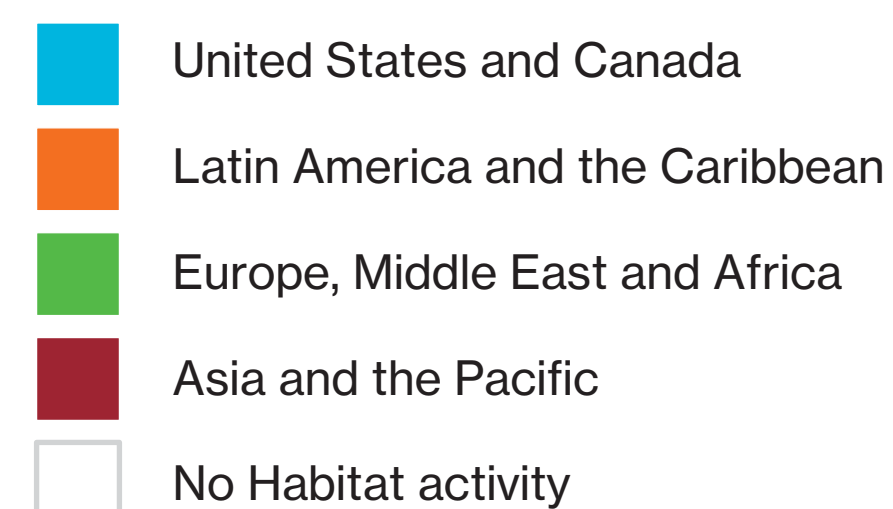 United States and Canada
Latin America and the Caribbean
Europe, Middle East and Africa
Asia and the Pacific
No Habitat activity